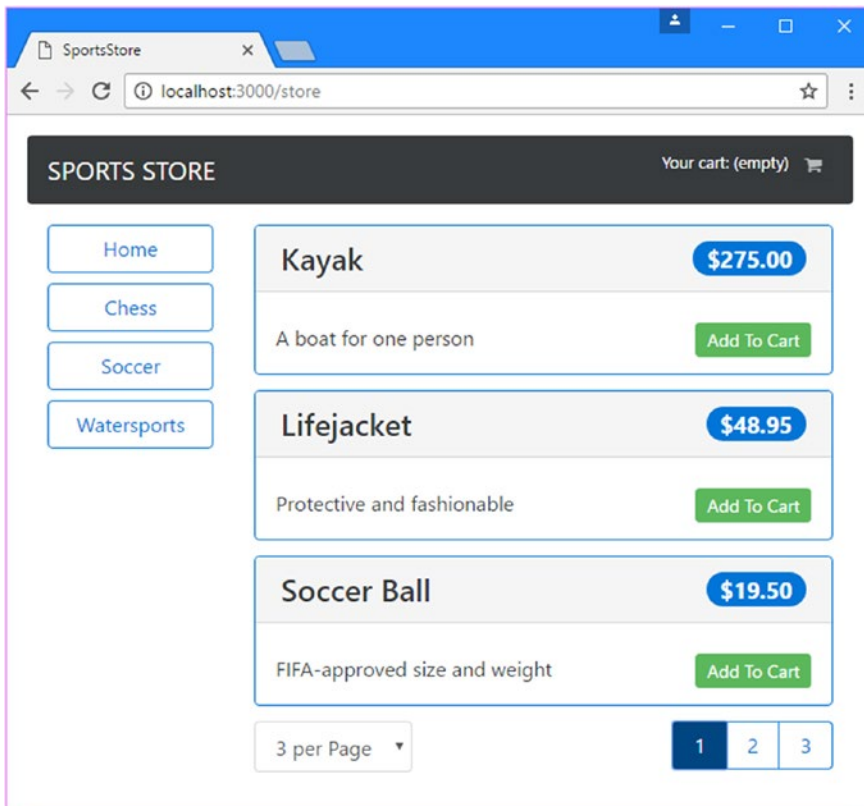 SportsStore
localhost:3000/store
SPORTS STORE
Your cart: (empty)
Home
Chess
Soccer
Watersports
Kayak
$275.00
A boat for one person
Add To Cart
Lifejacket
$48.95
Protective and fashionable
Add To Cart
Soccer Ball
$19.50
FIFA-approved size and weight
Add To Cart
3 per Page
1 2 3